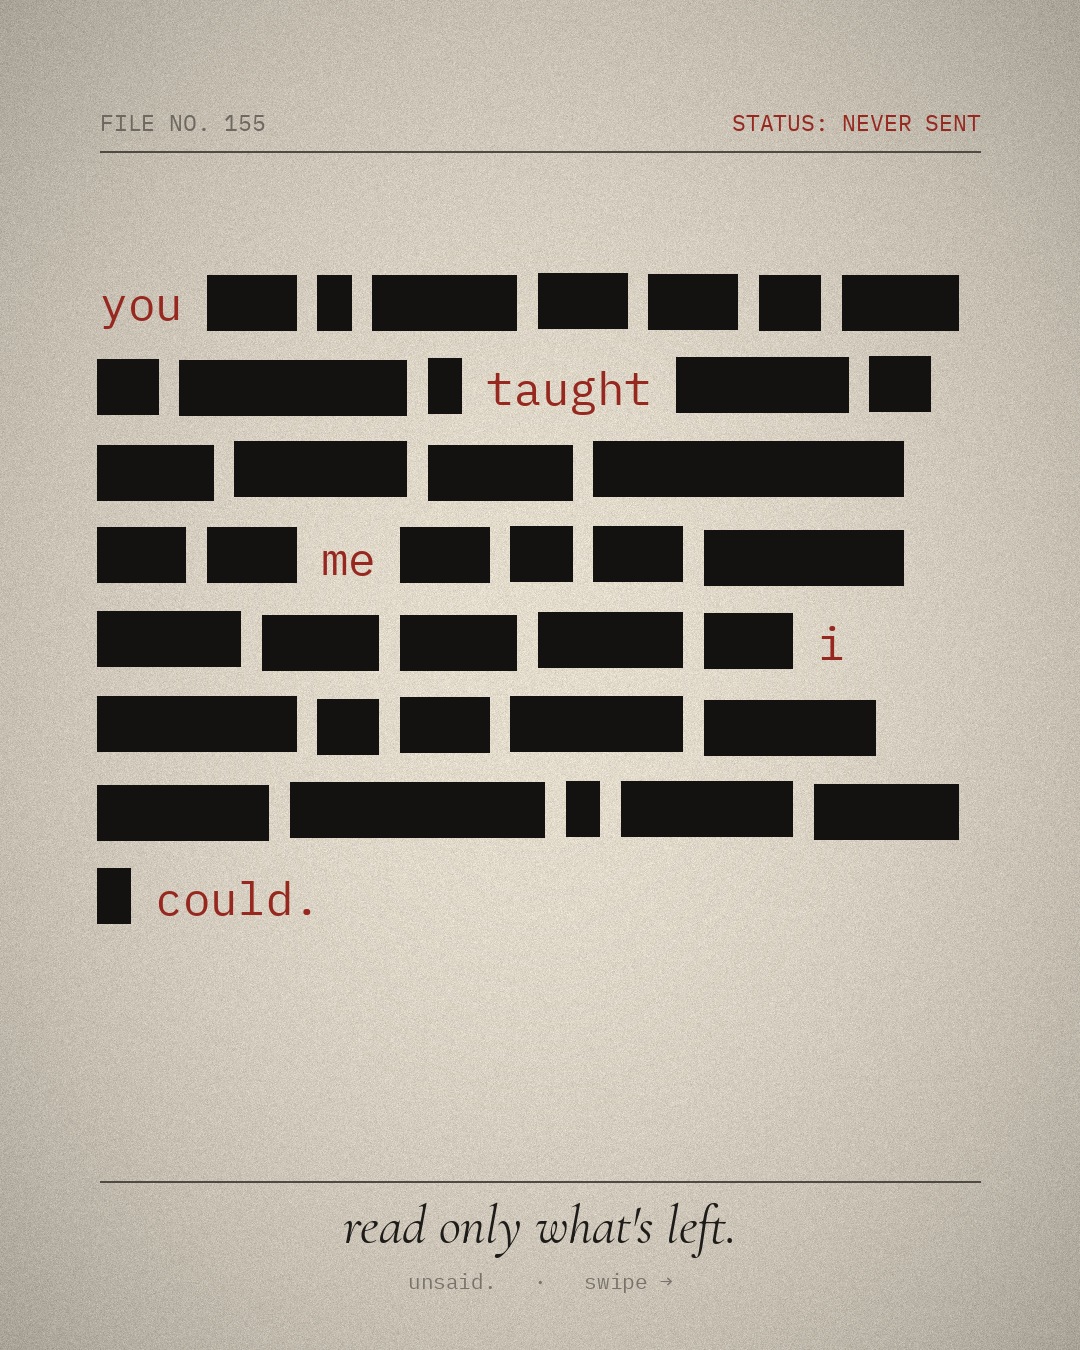 FILE NO. 155
STATUS: NEVER SENT
you
taught
me
i
could.
read only what's left.
unsaid. · swipe →